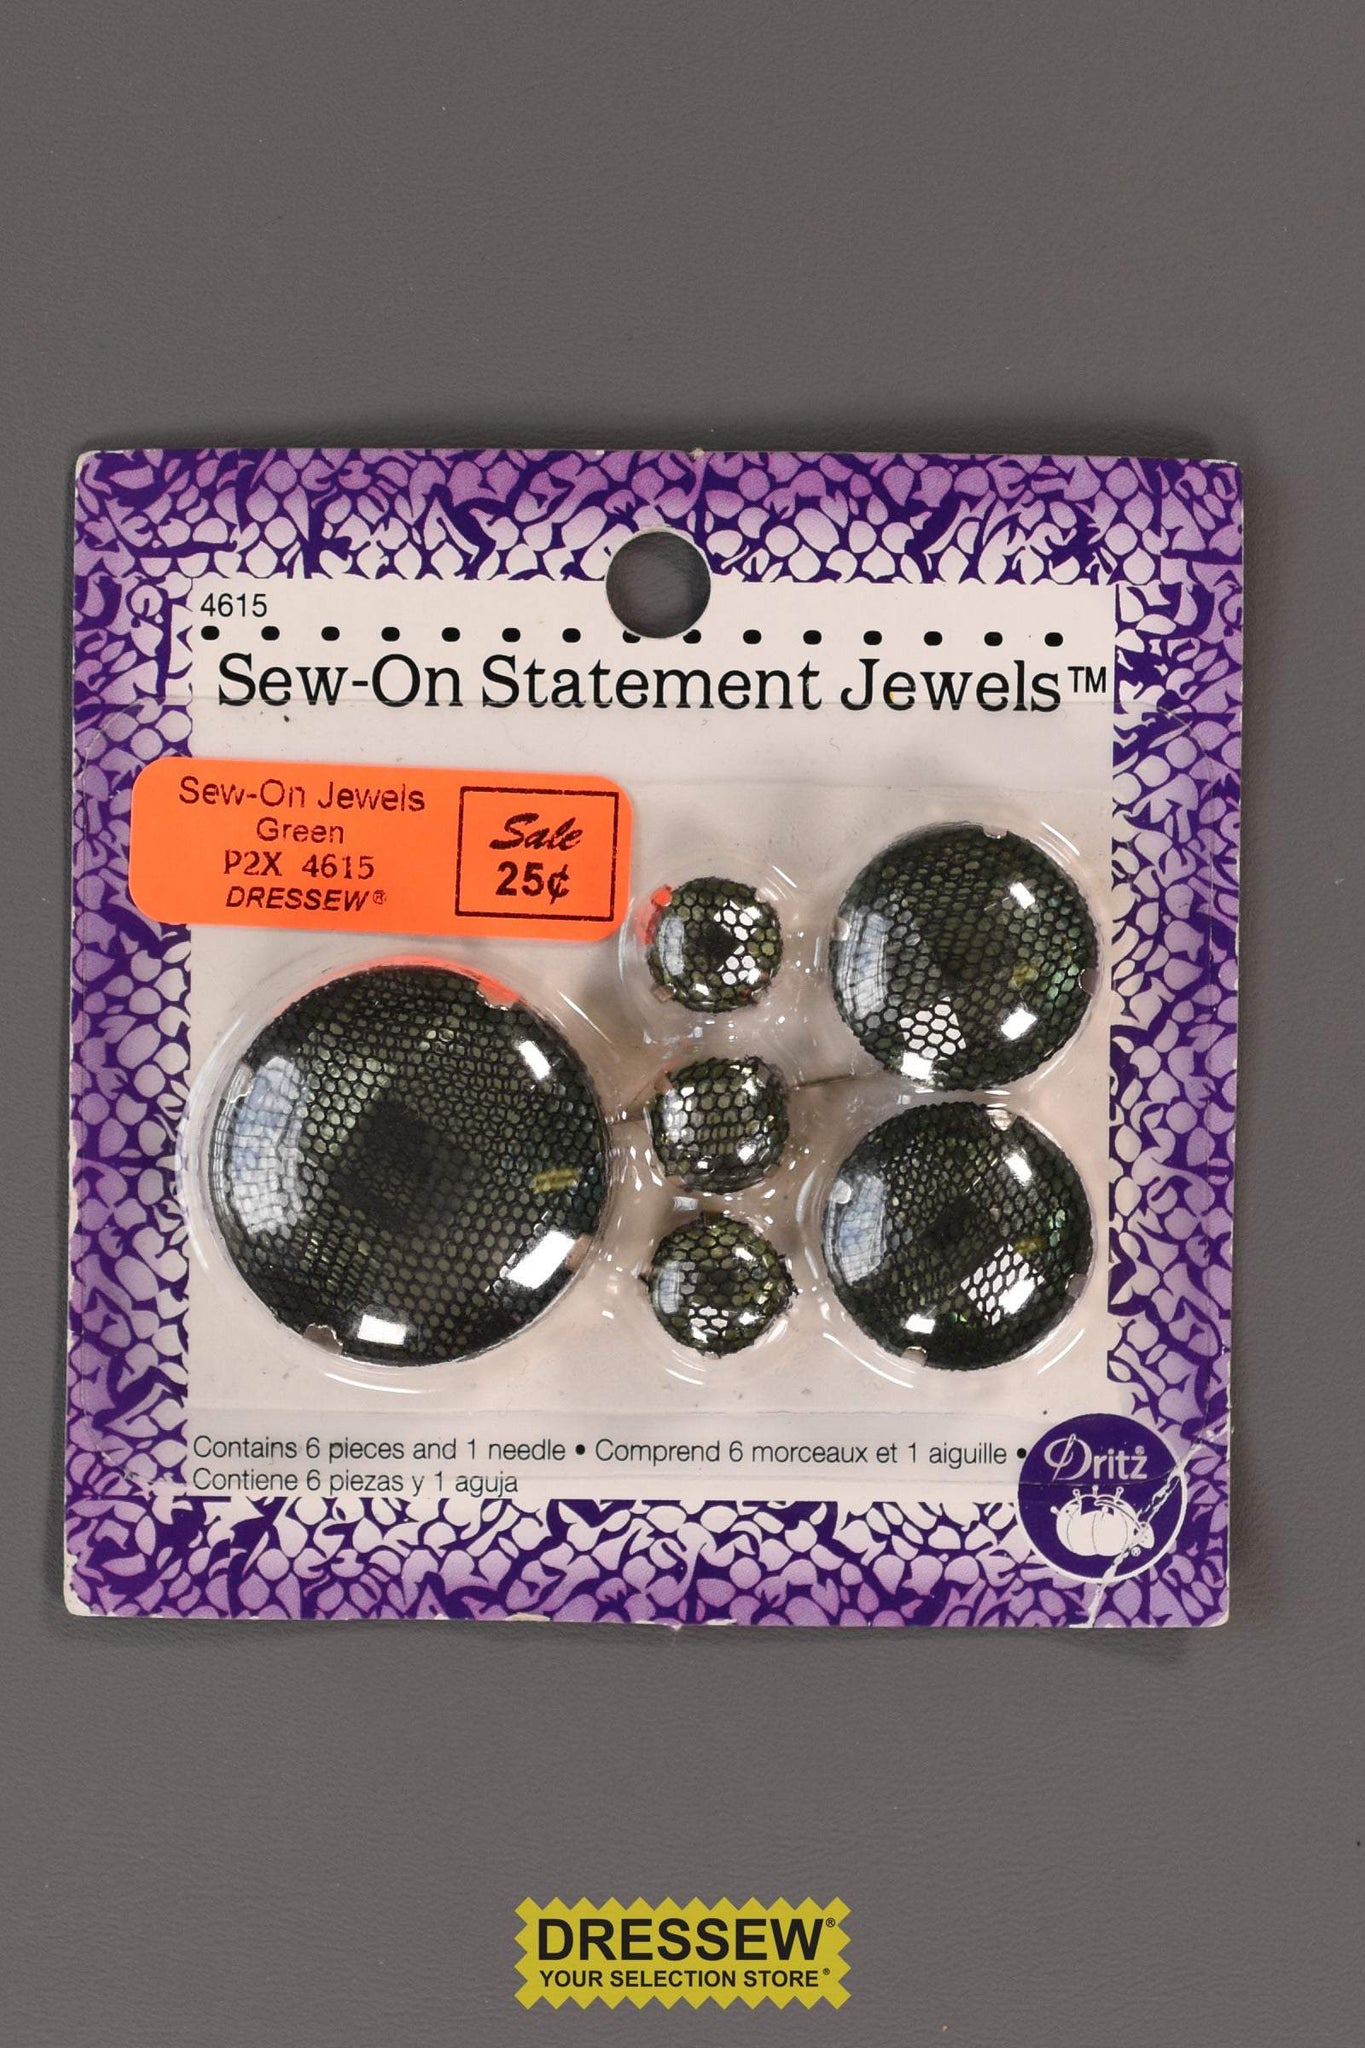 4615
Sew-On Statement Jewels™
Sew-On Jewels
Green
P2X 4615
DRESSEW®
Sale
25¢
Contains 6 pieces and 1 needle • Comprend 6 morceaux et 1 aiguille •
Contiene 6 piezas y 1 aguja
Dritz®
®
DRESSEW®
YOUR SELECTION STORE®